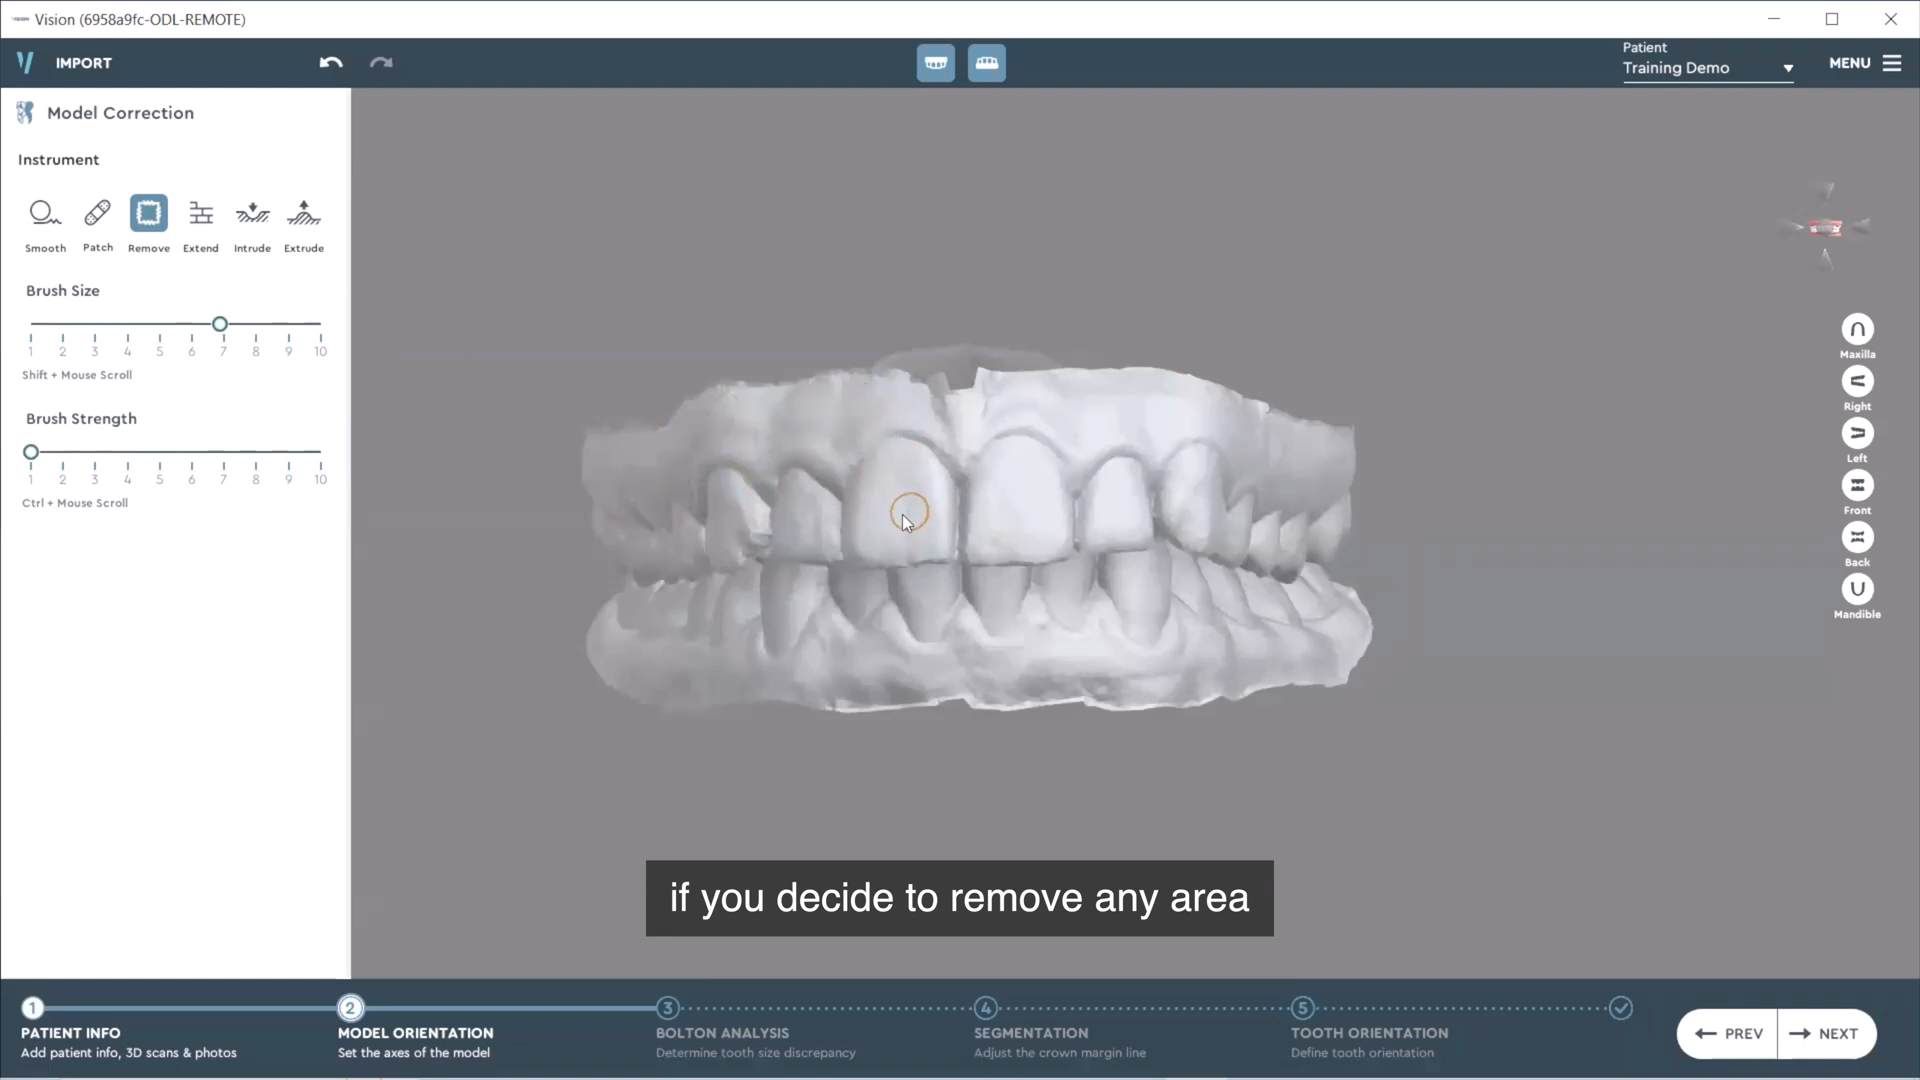 Vision (6958a9fc-ODL-REMOTE)
IMPORT
Patient
Training Demo
MENU
Model Correction
Instrument
Smooth Patch Remove Extend Intrude Extrude
Brush Size
1 2 3 4 5 6 7 8 9 10
Shift + Mouse Scroll
Brush Strength
1 2 3 4 5 6 7 8 9 10
Ctrl + Mouse Scroll
Maxilla
Right
Left
Front
Back
Mandible
if you decide to remove any area
1 2 3 4 5
PATIENT INFO MODEL ORIENTATION BOLTON ANALYSIS SEGMENTATION TOOTH ORIENTATION
Add patient info, 3D scans & photos Set the axes of the model Determine tooth size discrepancy Adjust the crown margin line Define tooth orientation
PREV NEXT